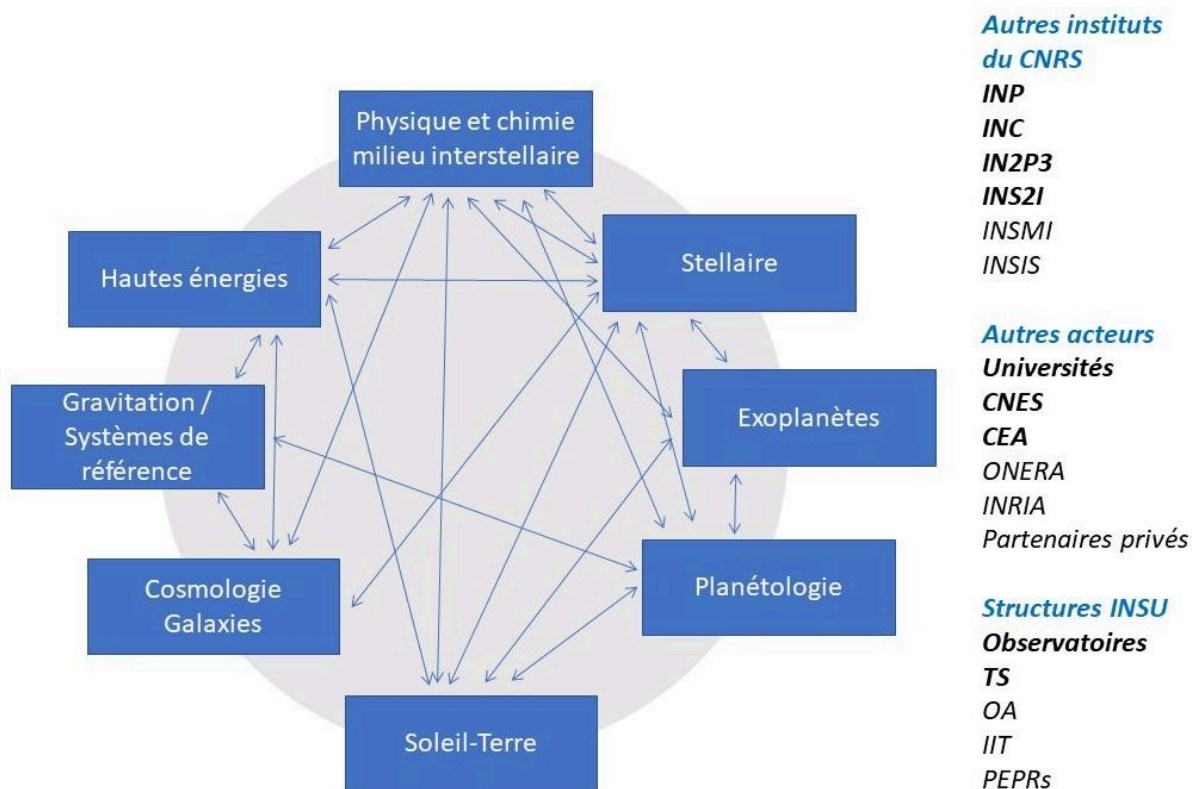 Physique et chimie
milieu interstellaire
Hautes énergies
Stellaire
Gravitation /
Systèmes de
référence
Exoplanètes
Cosmologie
Galaxies
Planétologie
Soleil-Terre
Autres instituts
du CNRS
INP
INC
IN2P3
INS2I
INSMI
INSIS
Autres acteurs
Universités
CNES
CEA
ONERA
INRIA
Partenaires privés
Structures INSU
Observatoires
TS
OA
IIT
PEPRs